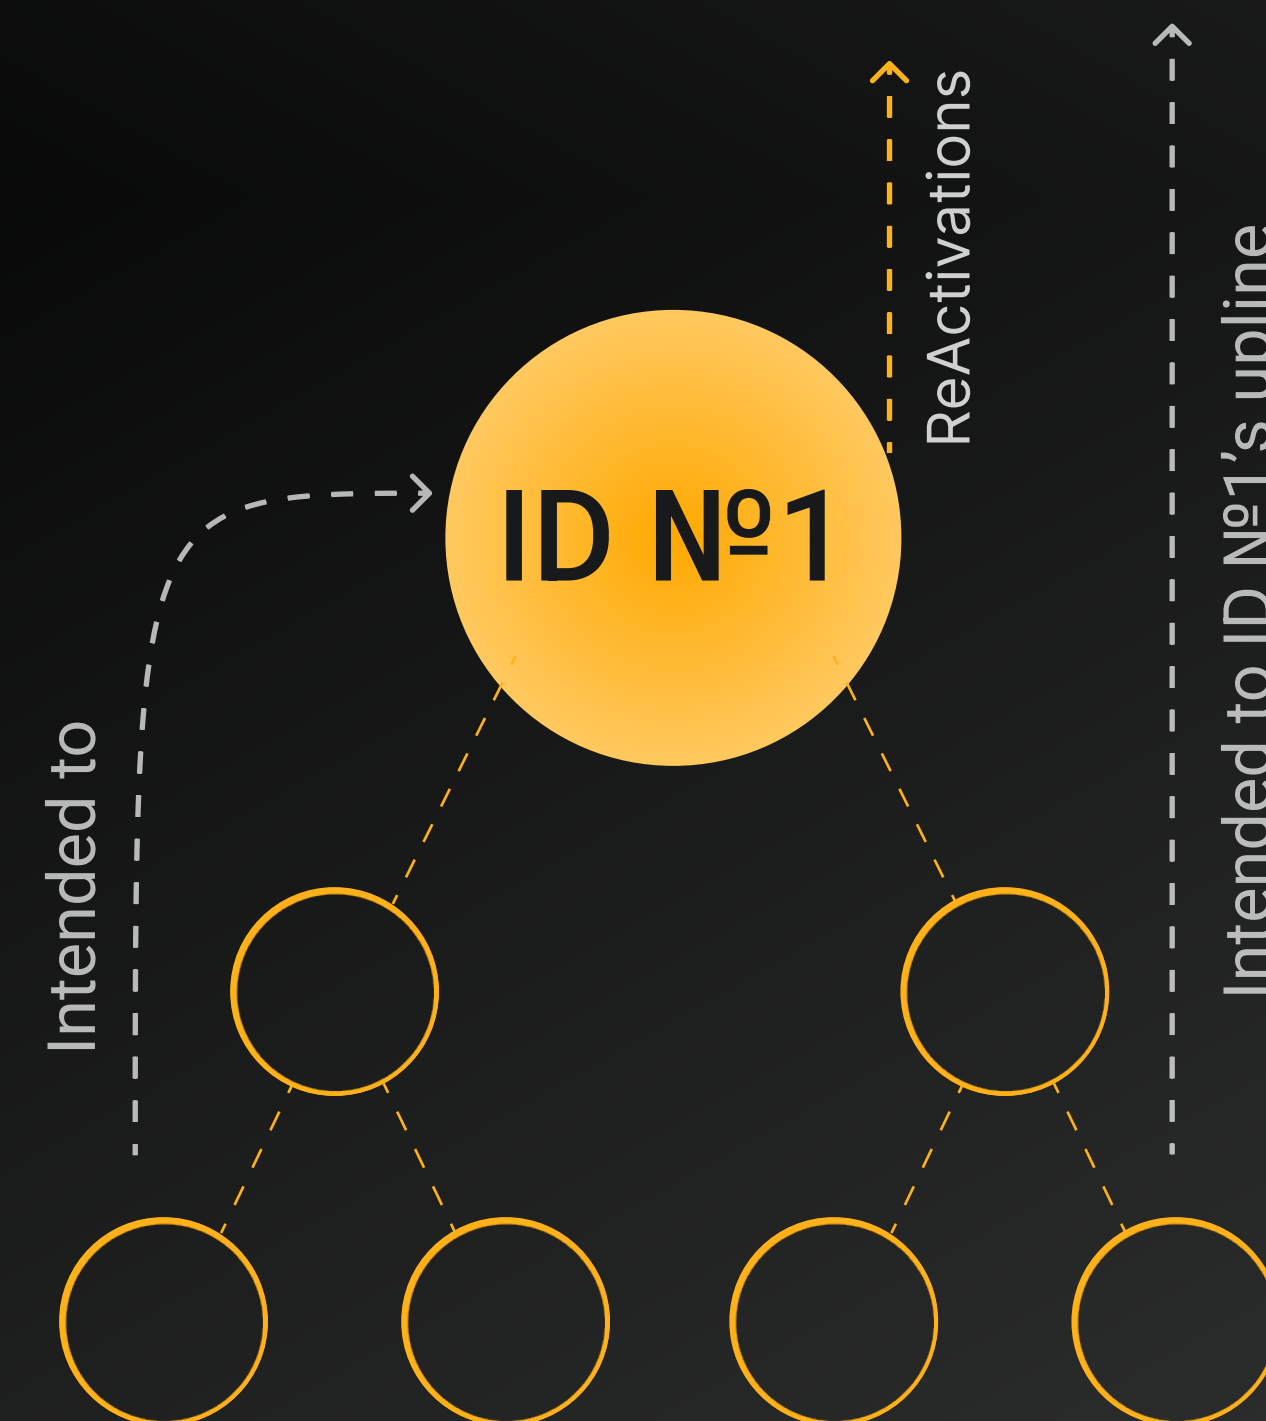 ReActivations
ID №1
Intended to
Intended to ID №1’s upline